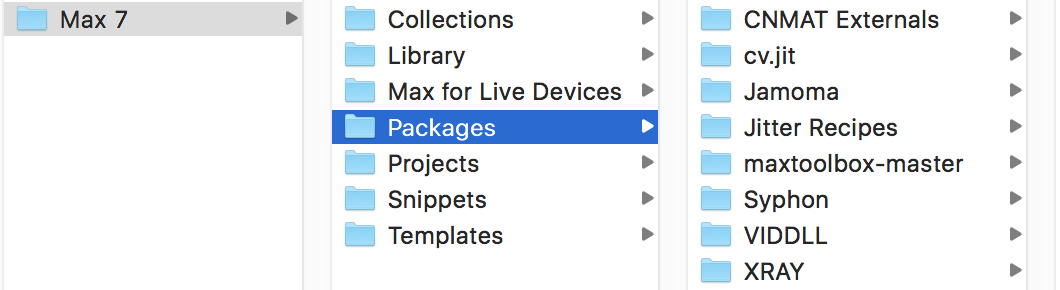 Max 7
Collections
Library
Max for Live Devices
Packages
Projects
Snippets
Templates
CNMAT Externals
cv.jit
Jamoma
Jitter Recipes
maxtoolbox-master
Syphon
VIDDLL
XRAY